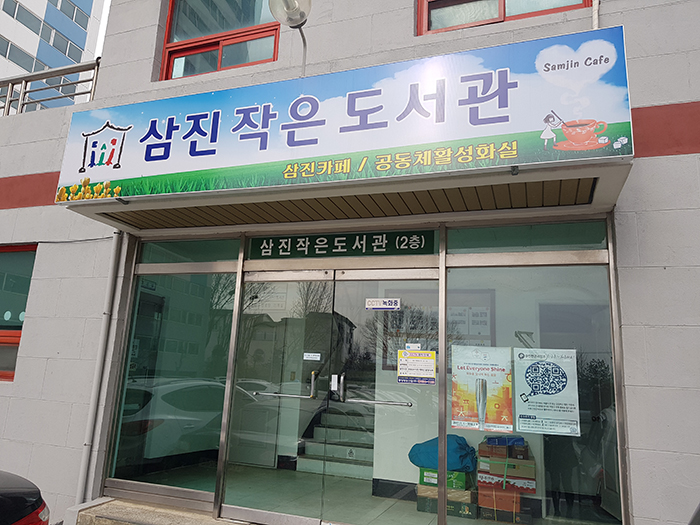 Samjin Cafe
삼진 작은 도서관
삼진카페 / 공동체활성화실
삼진작은도서관 (2층)
CCTV 녹화중
Let Everyone Shine